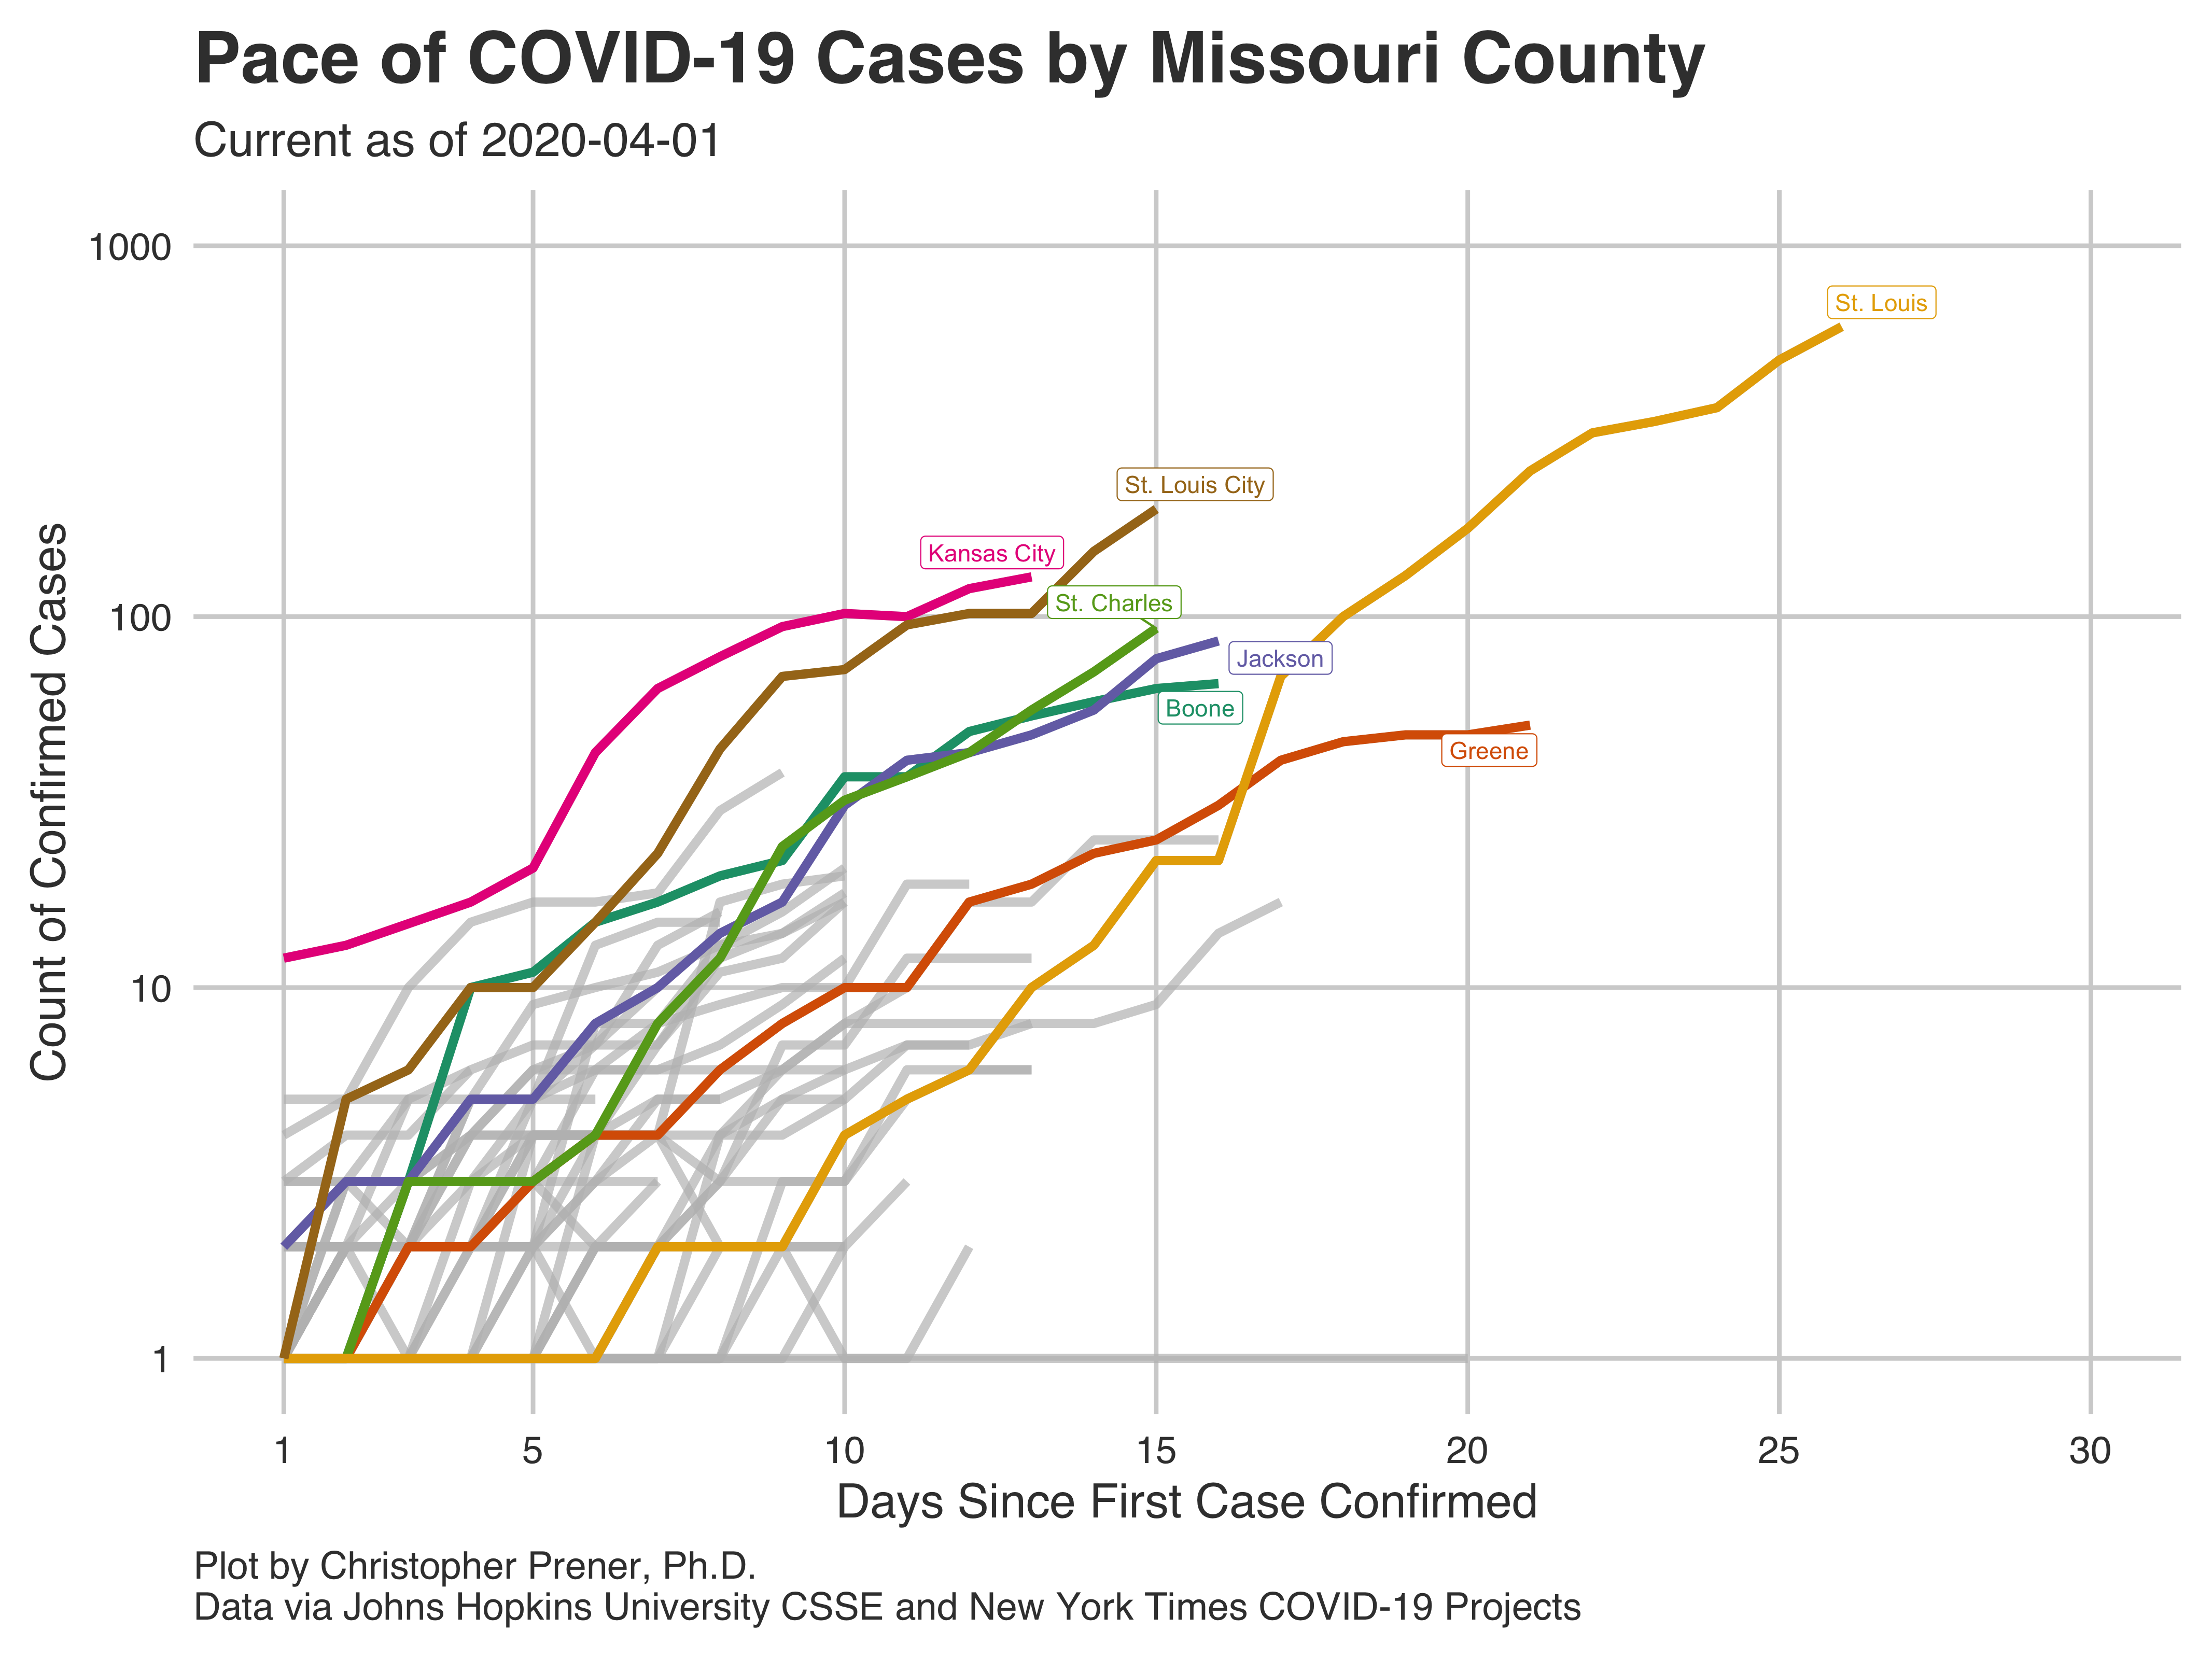 Pace of COVID-19 Cases by Missouri County
Current as of 2020-04-01
1000
100
10
1
Count of Confirmed Cases
St. Louis
St. Louis City
Kansas City
St. Charles
Jackson
Boone
Greene
1 5 10 15 20 25 30
Days Since First Case Confirmed
Plot by Christopher Prener, Ph.D.
Data via Johns Hopkins University CSSE and New York Times COVID-19 Projects